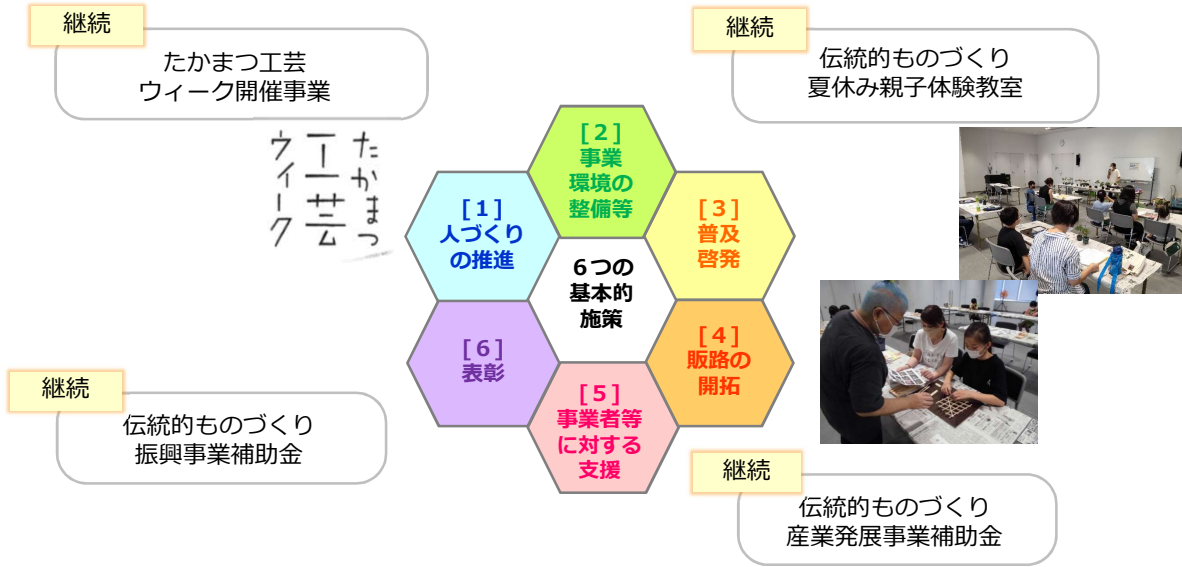 継続
たかまつ工芸
ウィーク開催事業
たかまつ
工芸
ウィーク
継続
伝統的ものづくり
夏休み親子体験教室
[１]
人づくり
の推進
[２]
事業
環境の
整備等
[３]
普及
啓発
６つの
基本的
施策
[４]
販路の
開拓
[５]
事業者等
に対する
支援
[６]
表彰
継続
伝統的ものづくり
振興事業補助金
継続
伝統的ものづくり
産業発展事業補助金